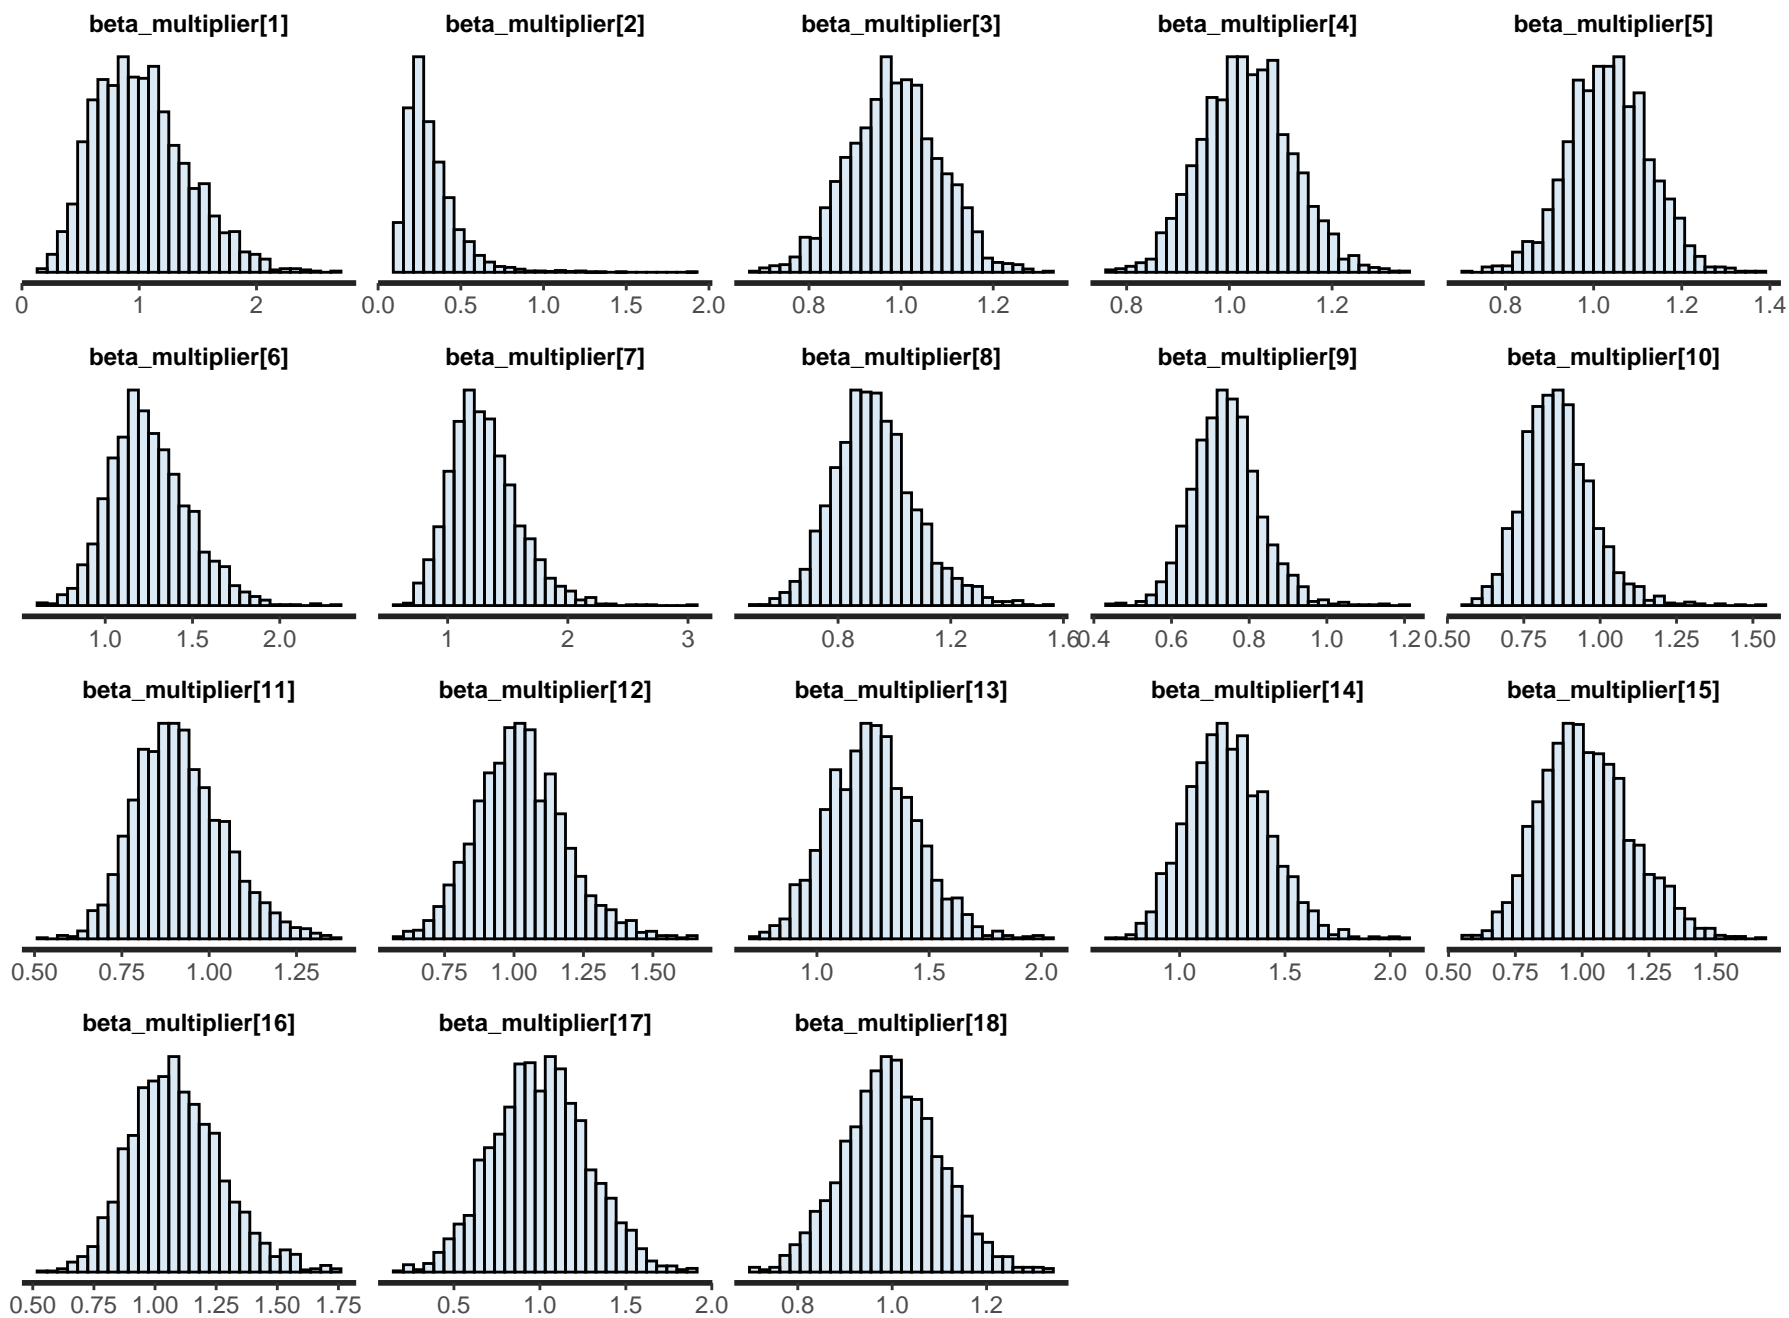 beta_multiplier[1] beta_multiplier[2] beta_multiplier[3] beta_multiplier[4] beta_multiplier[5]
0 1 2 0.0 0.5 1.0 1.5 2.0 0.8 1.0 1.2 0.8 1.0 1.2 0.8 1.0 1.2 1.4
beta_multiplier[6] beta_multiplier[7] beta_multiplier[8] beta_multiplier[9] beta_multiplier[10]
1.0 1.5 2.0 1 2 3 0.8 1.2 1.6 0.4 0.6 0.8 1.0 1.2 0.50 0.75 1.00 1.25 1.50
beta_multiplier[11] beta_multiplier[12] beta_multiplier[13] beta_multiplier[14] beta_multiplier[15]
0.50 0.75 1.00 1.25 0.75 1.00 1.25 1.50 1.0 1.5 2.0 1.0 1.5 2.0 0.50 0.75 1.00 1.25 1.50
beta_multiplier[16] beta_multiplier[17] beta_multiplier[18]
0.50 0.75 1.00 1.25 1.50 1.75 0.5 1.0 1.5 2.0 0.8 1.0 1.2